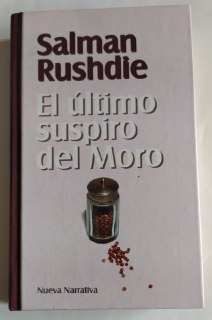 Salman
Rushdie
El último
suspiro
del Moro
Nueva Narrativa